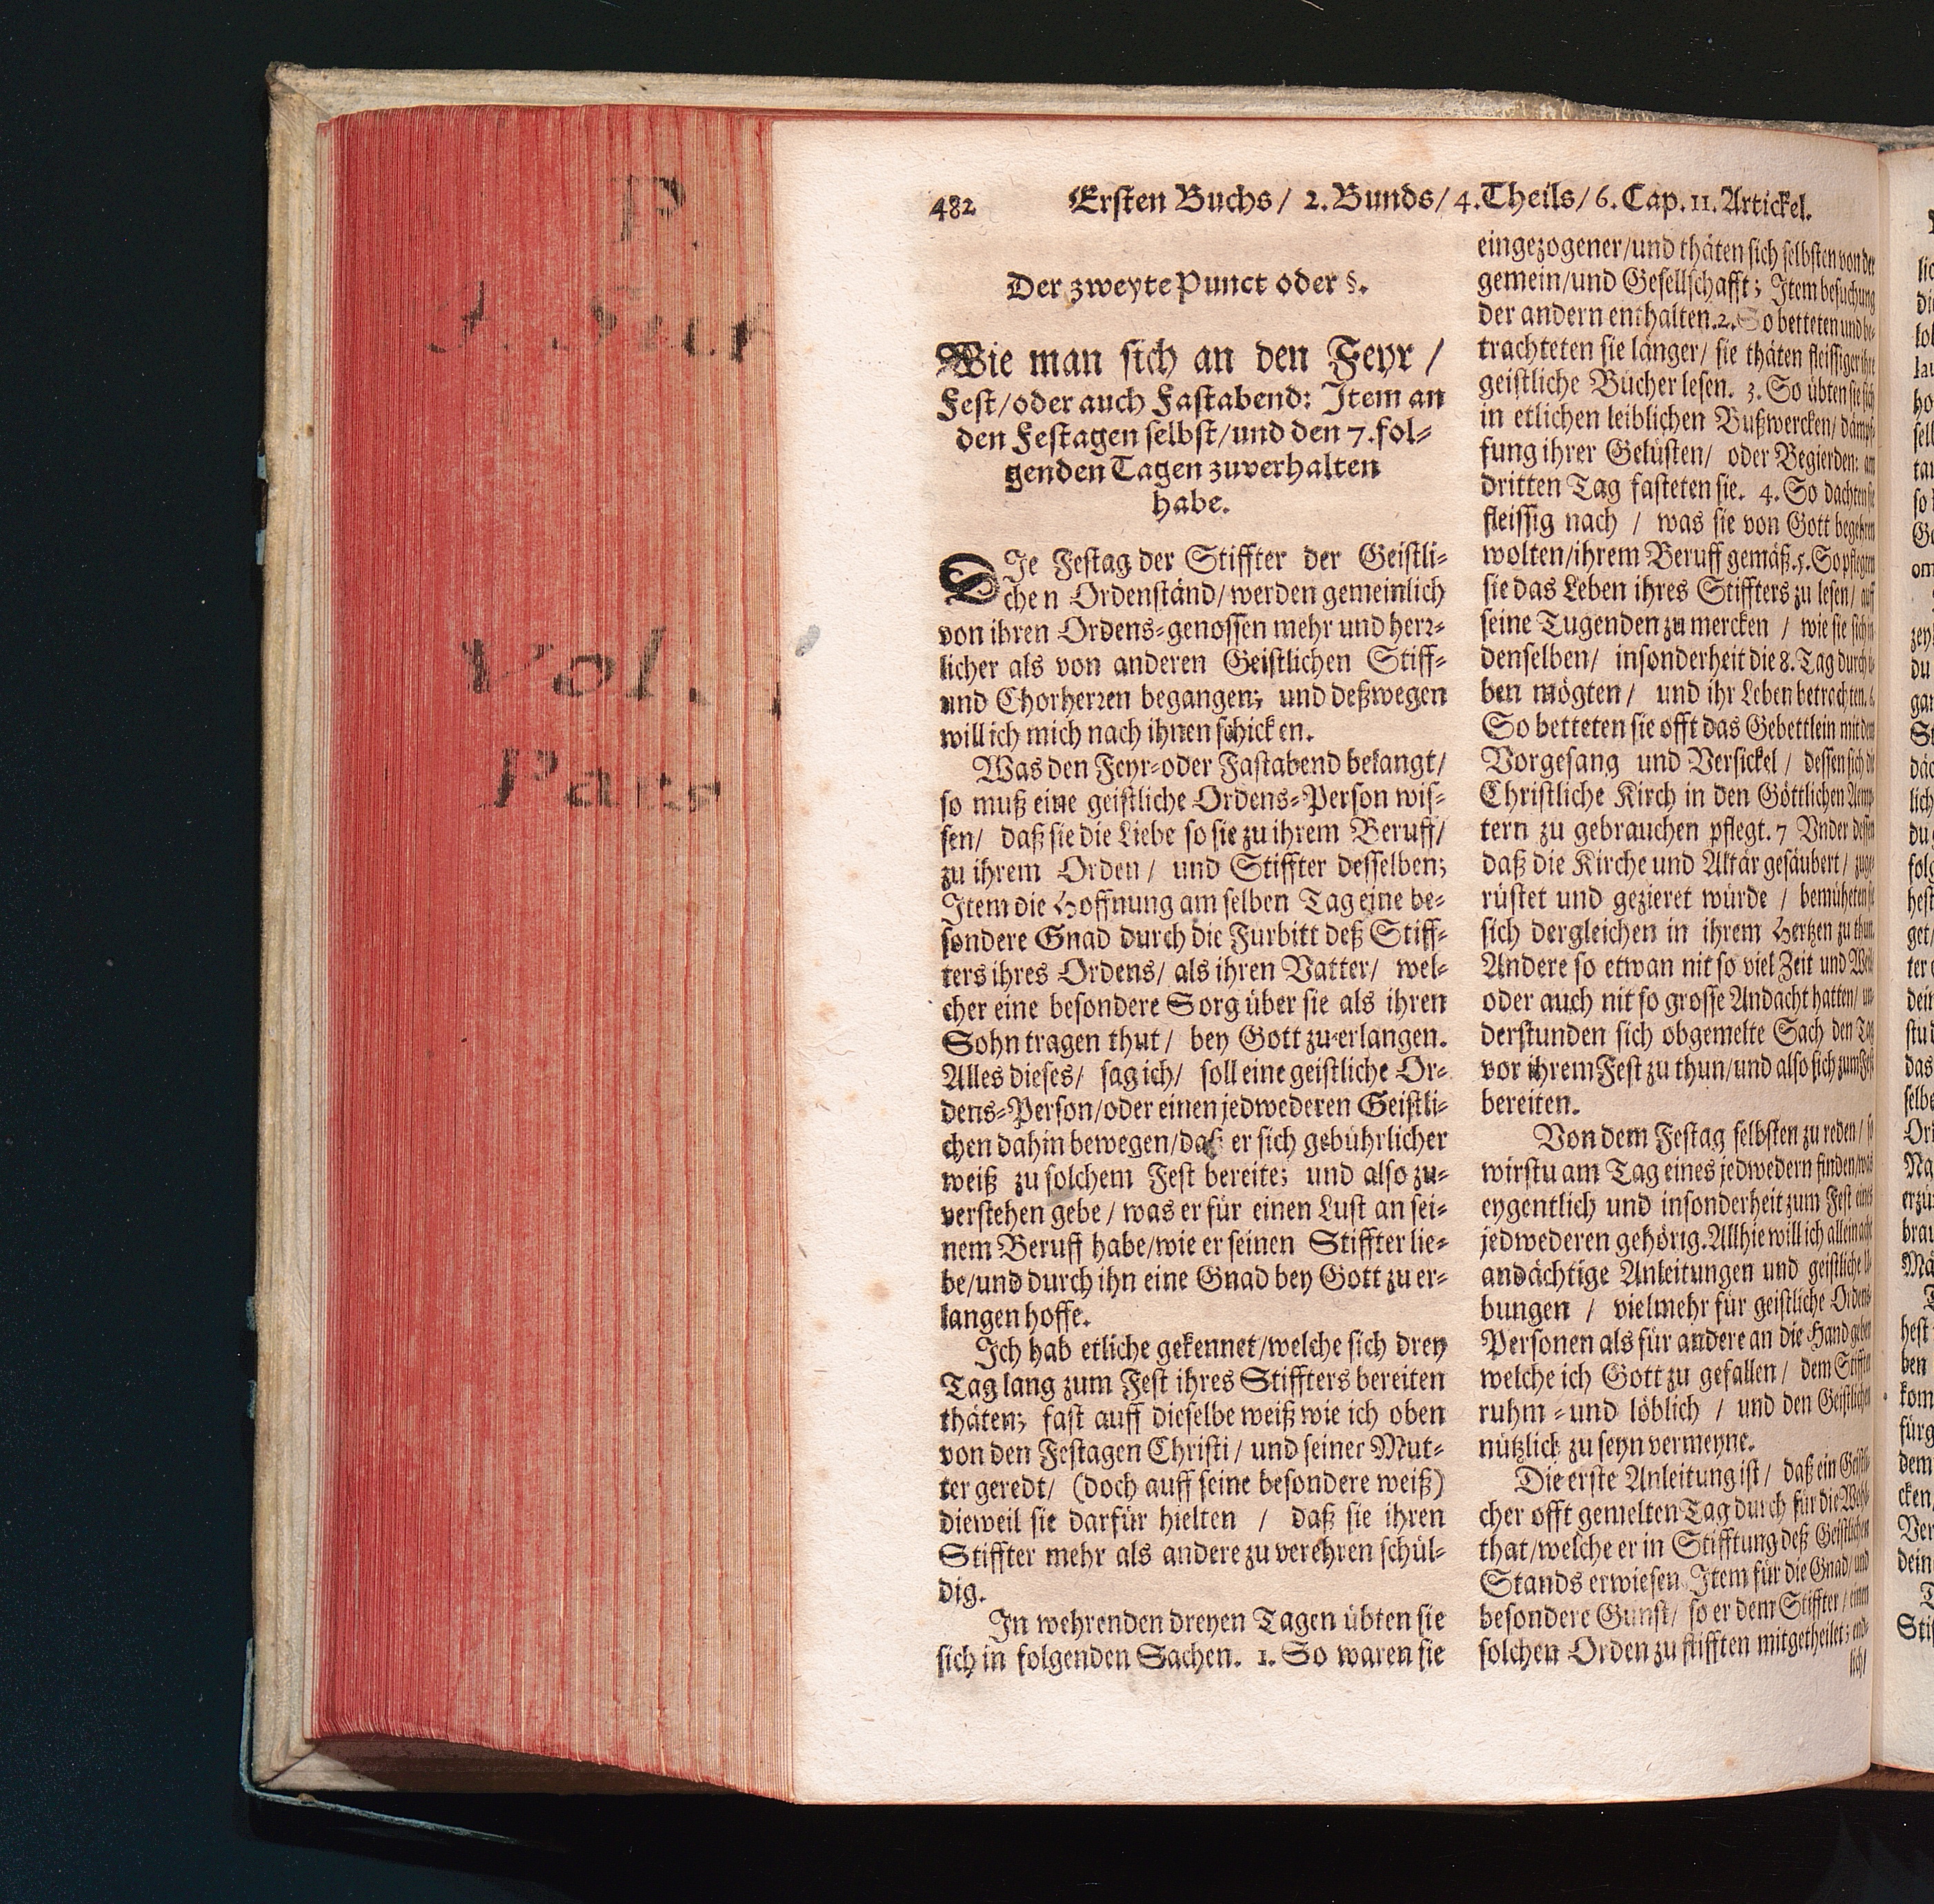 P.
Vol.
Pars
482 Ersten Buchs/ 2. Bunds/ 4. Theils/ 6. Cap. 11. Artickel.
Der zweyte Punct oder §.
Wie man sich an den Feyr /
Fest/oder auch Fastabend: Item an
den Festagen selbst/und den 7. fol⸗
genden Tagen zuverhalten
habe.
DIe Festag der Stiffter der Geistli⸗
chen Ordenständ/werden gemeinlich
von ihren Ordens⸗genossen mehr und herꝛ⸗
licher als von anderen Geistlichen Stiff⸗
und Chorherꝛen begangen; und deßwegen
will ich mich nach ihnen schicken.
Was den Feyr⸗oder Fastabend belangt/
so muß eine geistliche Ordens⸗Person wis⸗
sen/ daß sie die Liebe so sie zu ihrem Beruff/
zu ihrem Orden/ und Stiffter desselben;
Item die Hoffnung am selben Tag eine be⸗
sondere Gnad durch die Fürbitt deß Stiff⸗
ters ihres Ordens/ als ihren Vatter/ wel⸗
cher eine besondere Sorg über sie als ihren
Sohn tragen thut/ bey Gott zu erlangen.
Alles dieses/ sag ich/ soll eine geistliche Or⸗
dens⸗Person/oder einen jedwederen Geistli⸗
chen dahin bewegen/daß er sich gebührlicher
weiß zu solchem Fest bereite; und also zu⸗
verstehen gebe/ was er für einen Lust an sei⸗
nem Beruff habe/wie er seinen Stiffter lie⸗
be/und durch ihn eine Gnad bey Gott zu er⸗
langen hoffe.
Ich hab etliche gekennet/welche sich drey
Tag lang zum Fest ihres Stiffters bereiten
thäten; fast auff dieselbe weiß wie ich oben
von den Festagen Christi/ und seiner Mut⸗
ter geredt/ (doch auff seine besondere weiß)
dieweil sie darfür hielten / daß sie ihren
Stiffter mehr als andere zu verehren schül⸗
dig.
In wehrenden dreyen Tagen übten sie
sich in folgenden Sachen. 1. So waren sie
eingezogener/und thäten sich selbsten von der
gemein/und Gesellschafft; Item besuchung
der andern enthalten. 2. So betteten und be⸗
trachteten sie länger/ sie thäten fleissiger ihre
geistliche Bücher lesen. 3. So übten sie sich
in etlichen leiblichen Bußwercken/ dämpf⸗
fung ihrer Gelüsten/ oder Begierden: am
dritten Tag fasteten sie. 4. So dachten sie
fleissig nach / was sie von Gott begehren
wolten/ihrem Beruff gemäß. 5. So pflegten
sie das Leben ihres Stiffters zu lesen/ auff
seine Tugenden zu mercken / wie sie sich in
denselben/ insonderheit die 8. Tag durch ü⸗
ben mögten/ und ihr Leben betrachten. 6.
So betteten sie offt das Gebettlein mit dem
Vorgesang und Versickel / dessen sich die
Christliche Kirch in den Göttlichen Aemp⸗
tern zu gebrauchen pflegt. 7 Vnder dessen
daß die Kirche und Altär gesäubert/ zuge⸗
rüstet und gezieret würde / bemüheten sie
sich dergleichen in ihrem Hertzen zu thun.
Andere so etwan nit so viel Zeit und Weil
oder auch nit so grosse Andacht hatten/ un⸗
derstunden sich obgemelte Sach den Tag
vor ihrem Fest zu thun/und also sich zum Fest
bereiten.
Von dem Festag selbsten zu reden/ so
wirstu am Tag eines jedwedern finden/was
eygentlich und insonderheit zum Fest eines
jedwederen gehörig. Allhie will ich allein acht
andächtige Anleitungen und geistliche U⸗
bungen / vielmehr für geistliche Ordens
Personen als für andere an die Hand geben
welche ich Gott zu gefallen/ dem Stiffter
ruhm⸗und löblich / und den Geistlichen
nützlich zu seyn vermeyne.
Die erste Anleitung ist/ daß ein Geistli⸗
cher offt gemelten Tag durch für die Wohl⸗
that/welche er in Stifftung deß Geistlichen
Stands erwiesen. Item für die Gnad/ und
besondere Gunst/ so er dem Stiffter/ einen
solchen Orden zu stifften mitgetheilet; end⸗
lich/